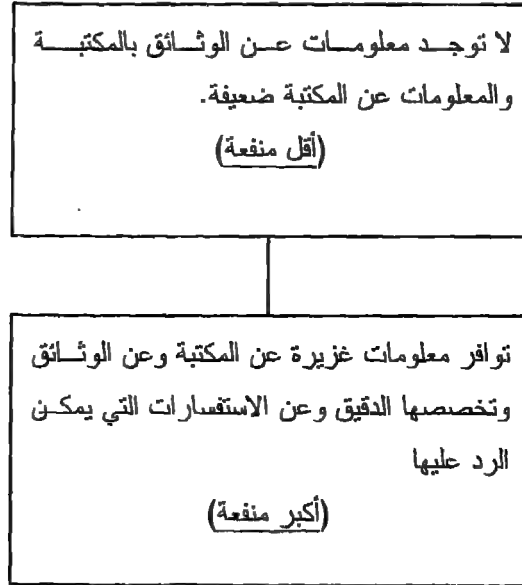 لا توجد معلومات عن الوثائق بالمكتبة
والمعلومات عن المكتبة ضعيفة.
(أقل منفعة)
توافر معلومات غزيرة عن المكتبة وعن الوثائق
وتخصصها الدقيق وعن الاستفسارات التي يمكن
الرد عليها
(أكبر منفعة)